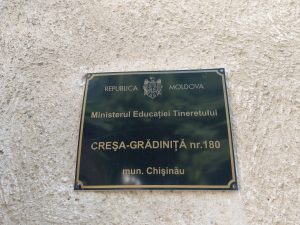 REPUBLICA MOLDOVA
Ministerul Educației Tineretului
CREȘA-GRĂDINIȚĂ nr.180
mun. Chișinău